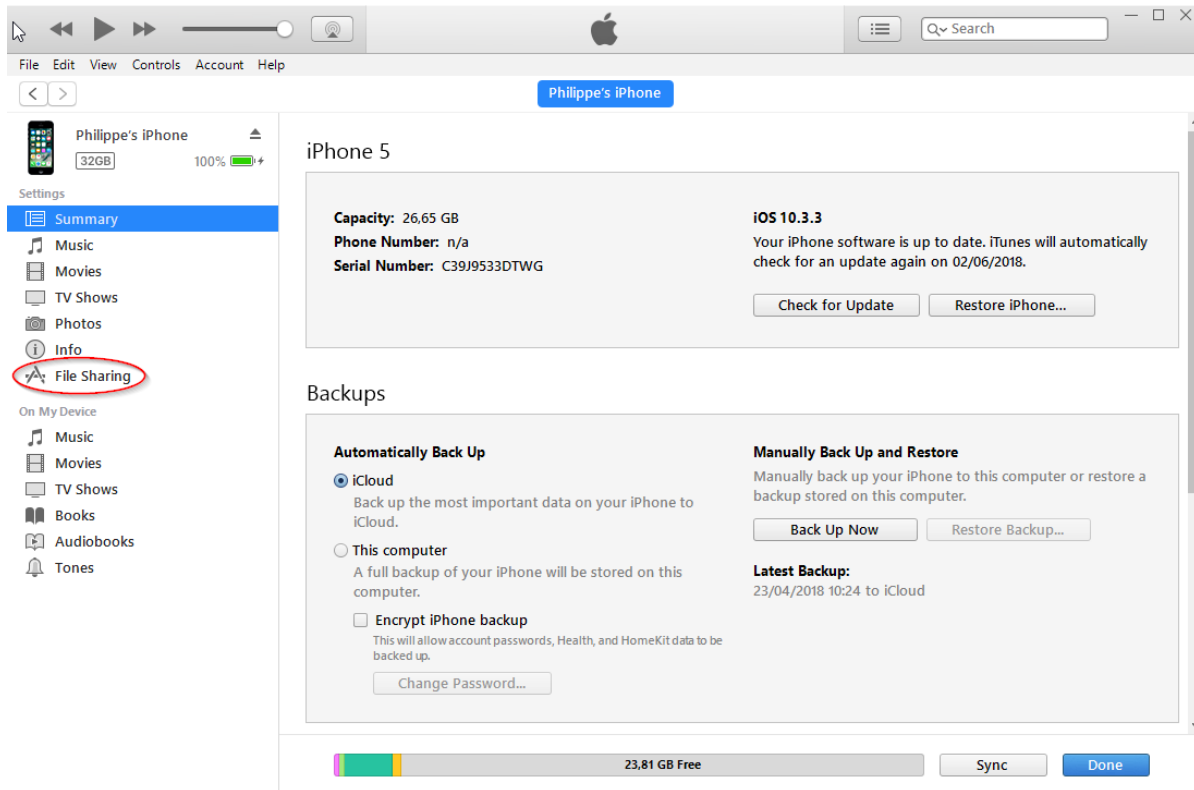 Search
File Edit View Controls Account Help
Philippe's iPhone
Philippe's iPhone
32GB 100%
Settings
Summary
Music
Movies
TV Shows
Photos
Info
File Sharing
On My Device
Music
Movies
TV Shows
Books
Audiobooks
Tones
iPhone 5
Capacity: 26,65 GB
Phone Number: n/a
Serial Number: C39J9533DTWG
iOS 10.3.3
Your iPhone software is up to date. iTunes will automatically
check for an update again on 02/06/2018.
Check for Update Restore iPhone...
Backups
Automatically Back Up
iCloud
Back up the most important data on your iPhone to
iCloud.
This computer
A full backup of your iPhone will be stored on this
computer.
Encrypt iPhone backup
This will allow account passwords, Health, and HomeKit data to be
backed up.
Change Password...
Manually Back Up and Restore
Manually back up your iPhone to this computer or restore a
backup stored on this computer.
Back Up Now Restore Backup...
Latest Backup:
23/04/2018 10:24 to iCloud
23,81 GB Free
Sync Done